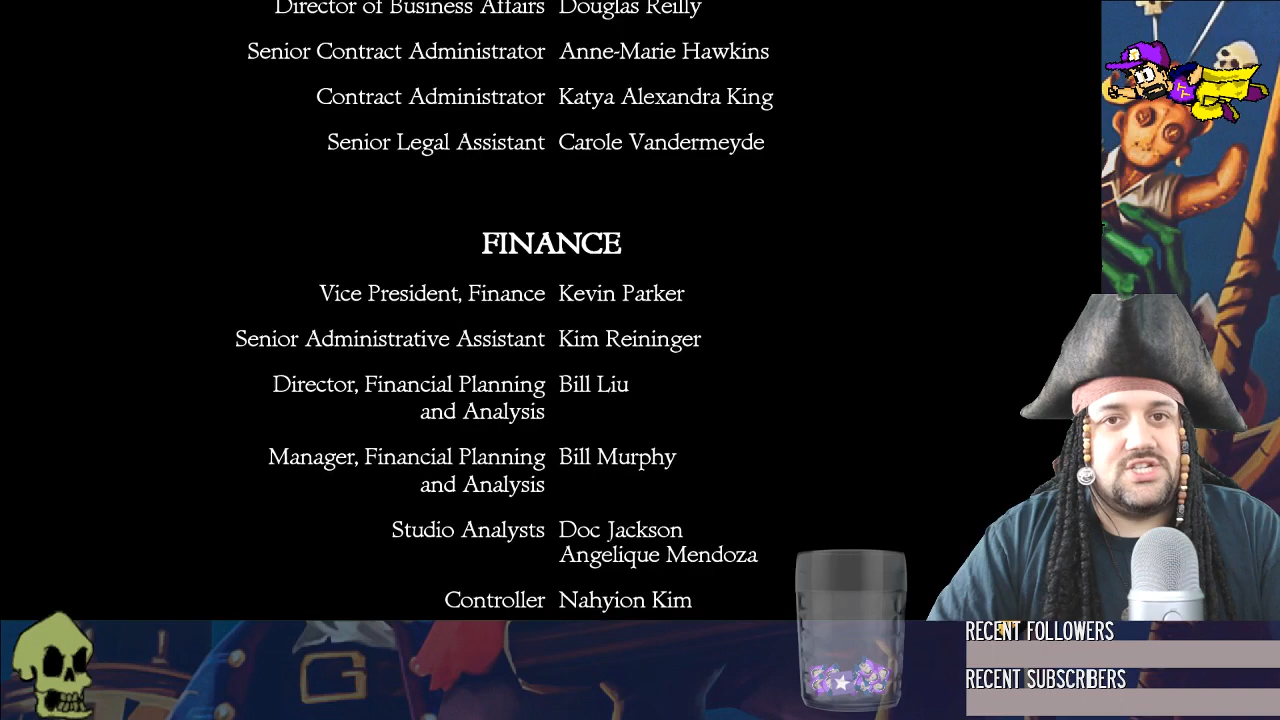 Director of Business Affairs Douglas Reilly
Senior Contract Administrator Anne-Marie Hawkins
Contract Administrator Katya Alexandra King
Senior Legal Assistant Carole Vandermeyde
FINANCE
Vice President, Finance Kevin Parker
Senior Administrative Assistant Kim Reininger
Director, Financial Planning Bill Liu
and Analysis
Manager, Financial Planning Bill Murphy
and Analysis
Studio Analysts Doc Jackson
Angelique Mendoza
Controller Nahyion Kim
RECENT FOLLOWERS
RECENT SUBSCRIBERS